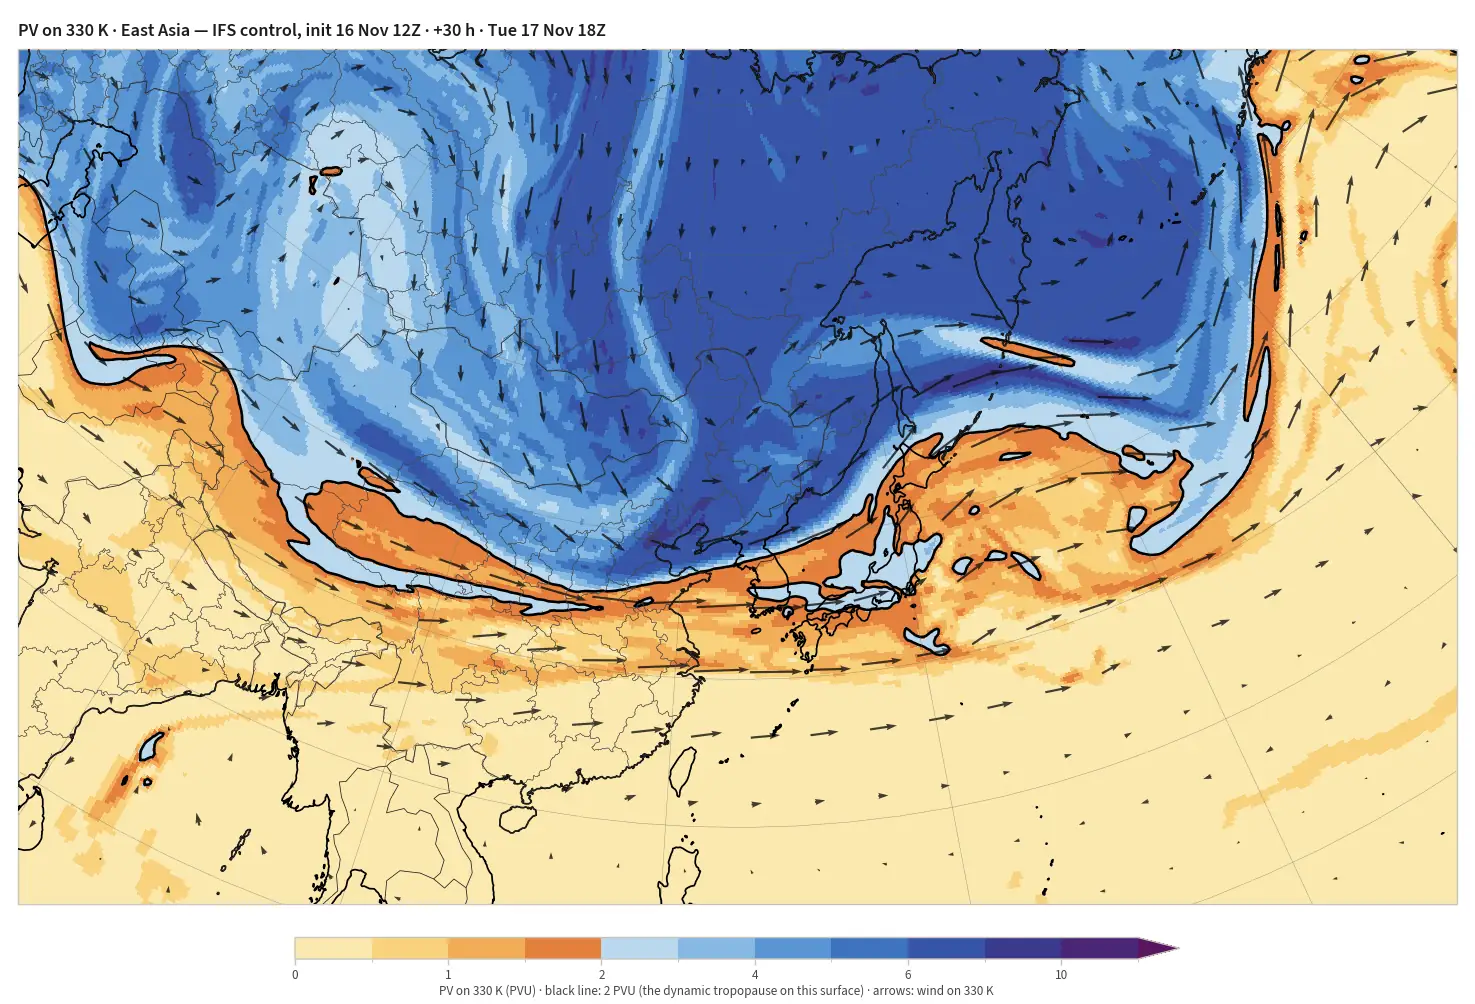 PV on 330 K · East Asia — IFS control, init 16 Nov 12Z · +30 h · Tue 17 Nov 18Z
0 1 2 4 6 10
PV on 330 K (PVU) · black line: 2 PVU (the dynamic tropopause on this surface) · arrows: wind on 330 K